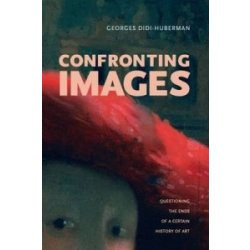 GEORGES DIDI-HUBERMAN
CONFRONTING
IMAGES
QUESTIONING
THE ENDS
OF A CERTAIN
HISTORY OF ART